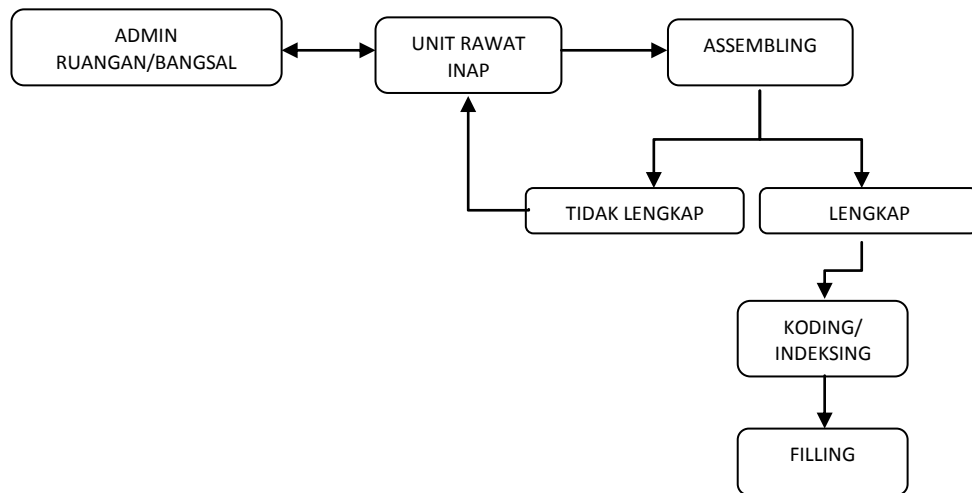 ADMIN
RUANGAN/BANGSAL
UNIT RAWAT
INAP
ASSEMBLING
TIDAK LENGKAP
LENGKAP
KODING/
INDEKSING
FILLING